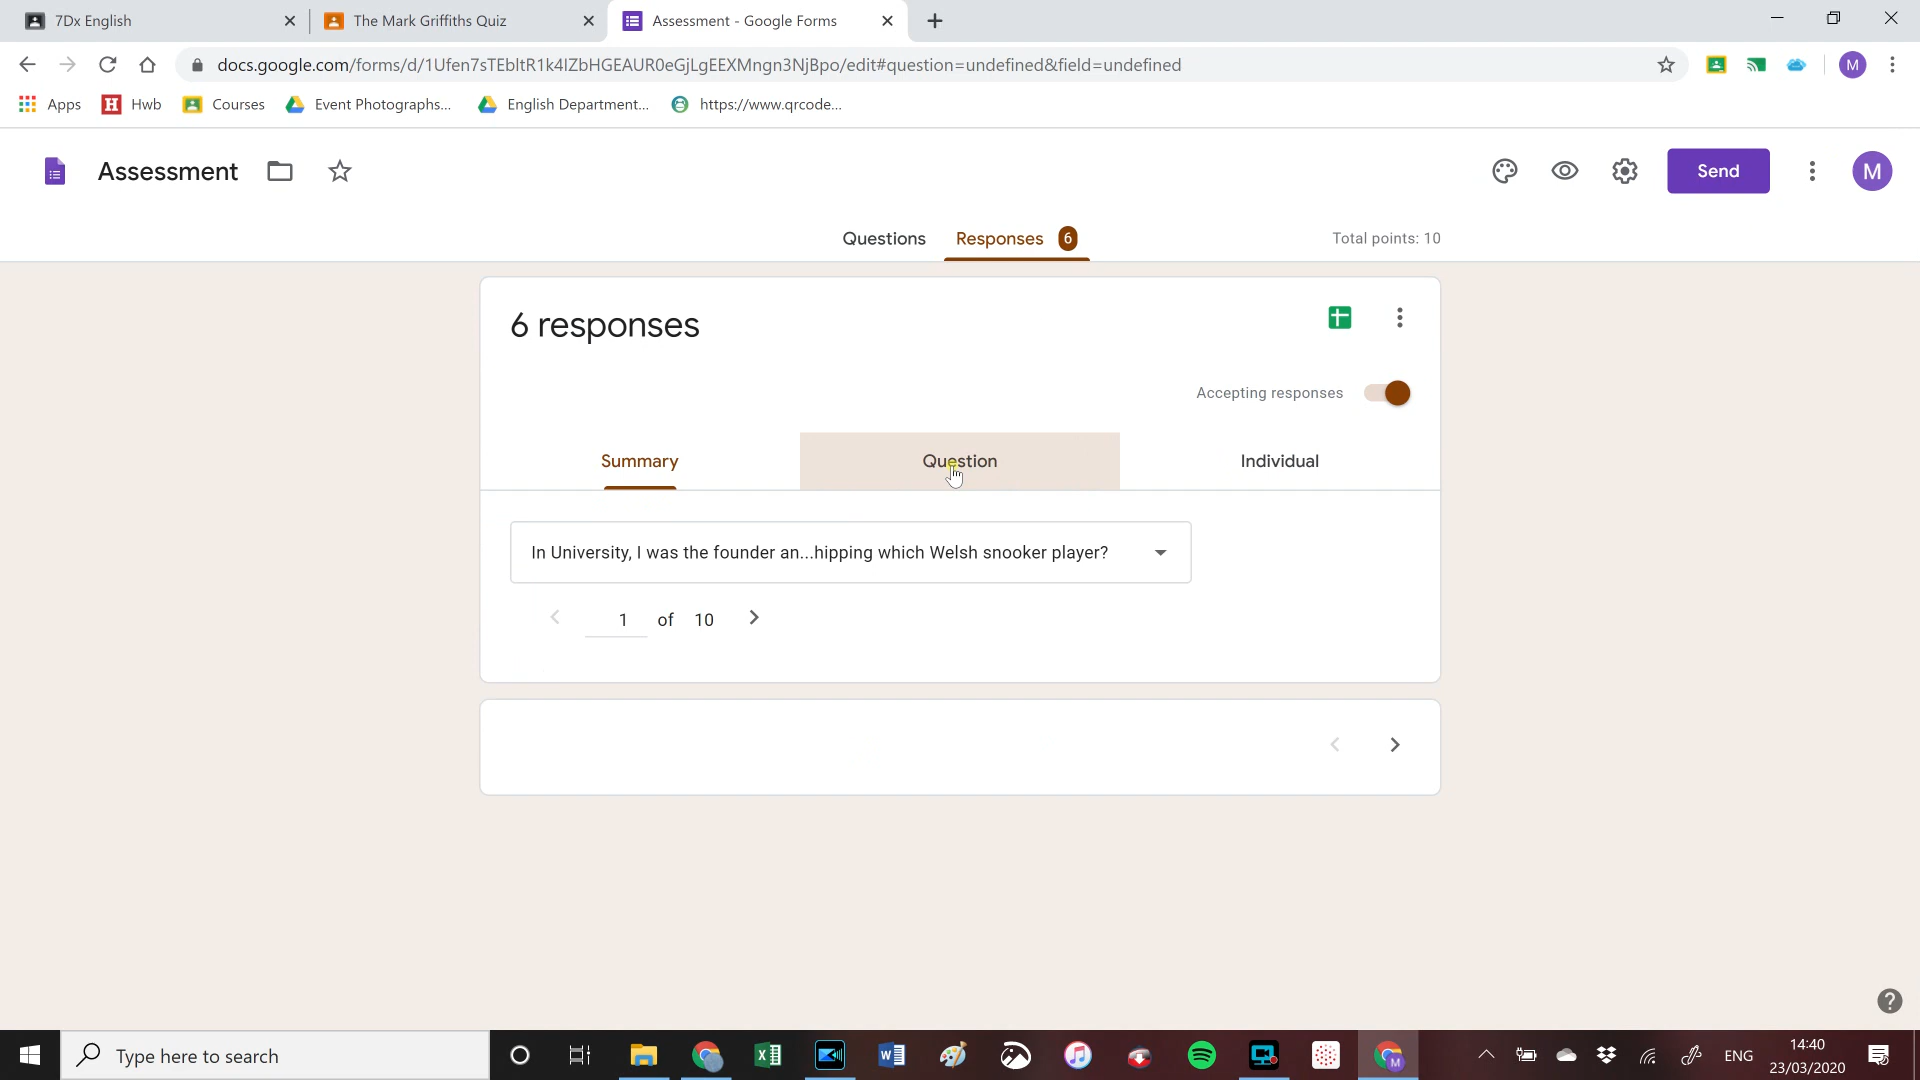 7Dx English
The Mark Griffiths Quiz
Assessment - Google Forms
docs.google.com/forms/d/1Ufen7sTEbltR1k4lZbHGEAUR0eGjLgEEXMngn3NjBpo/edit#question=undefined&field=undefined
M
Apps
Hwb
Courses
Event Photographs...
English Department...
https://www.qrcode...
Assessment
Send
M
Questions
Responses 6
Total points: 10
6 responses
Accepting responses
Summary
Question
Individual
In University, I was the founder an...hipping which Welsh snooker player?
1 of 10
Type here to search
ENG
14:40
23/03/2020